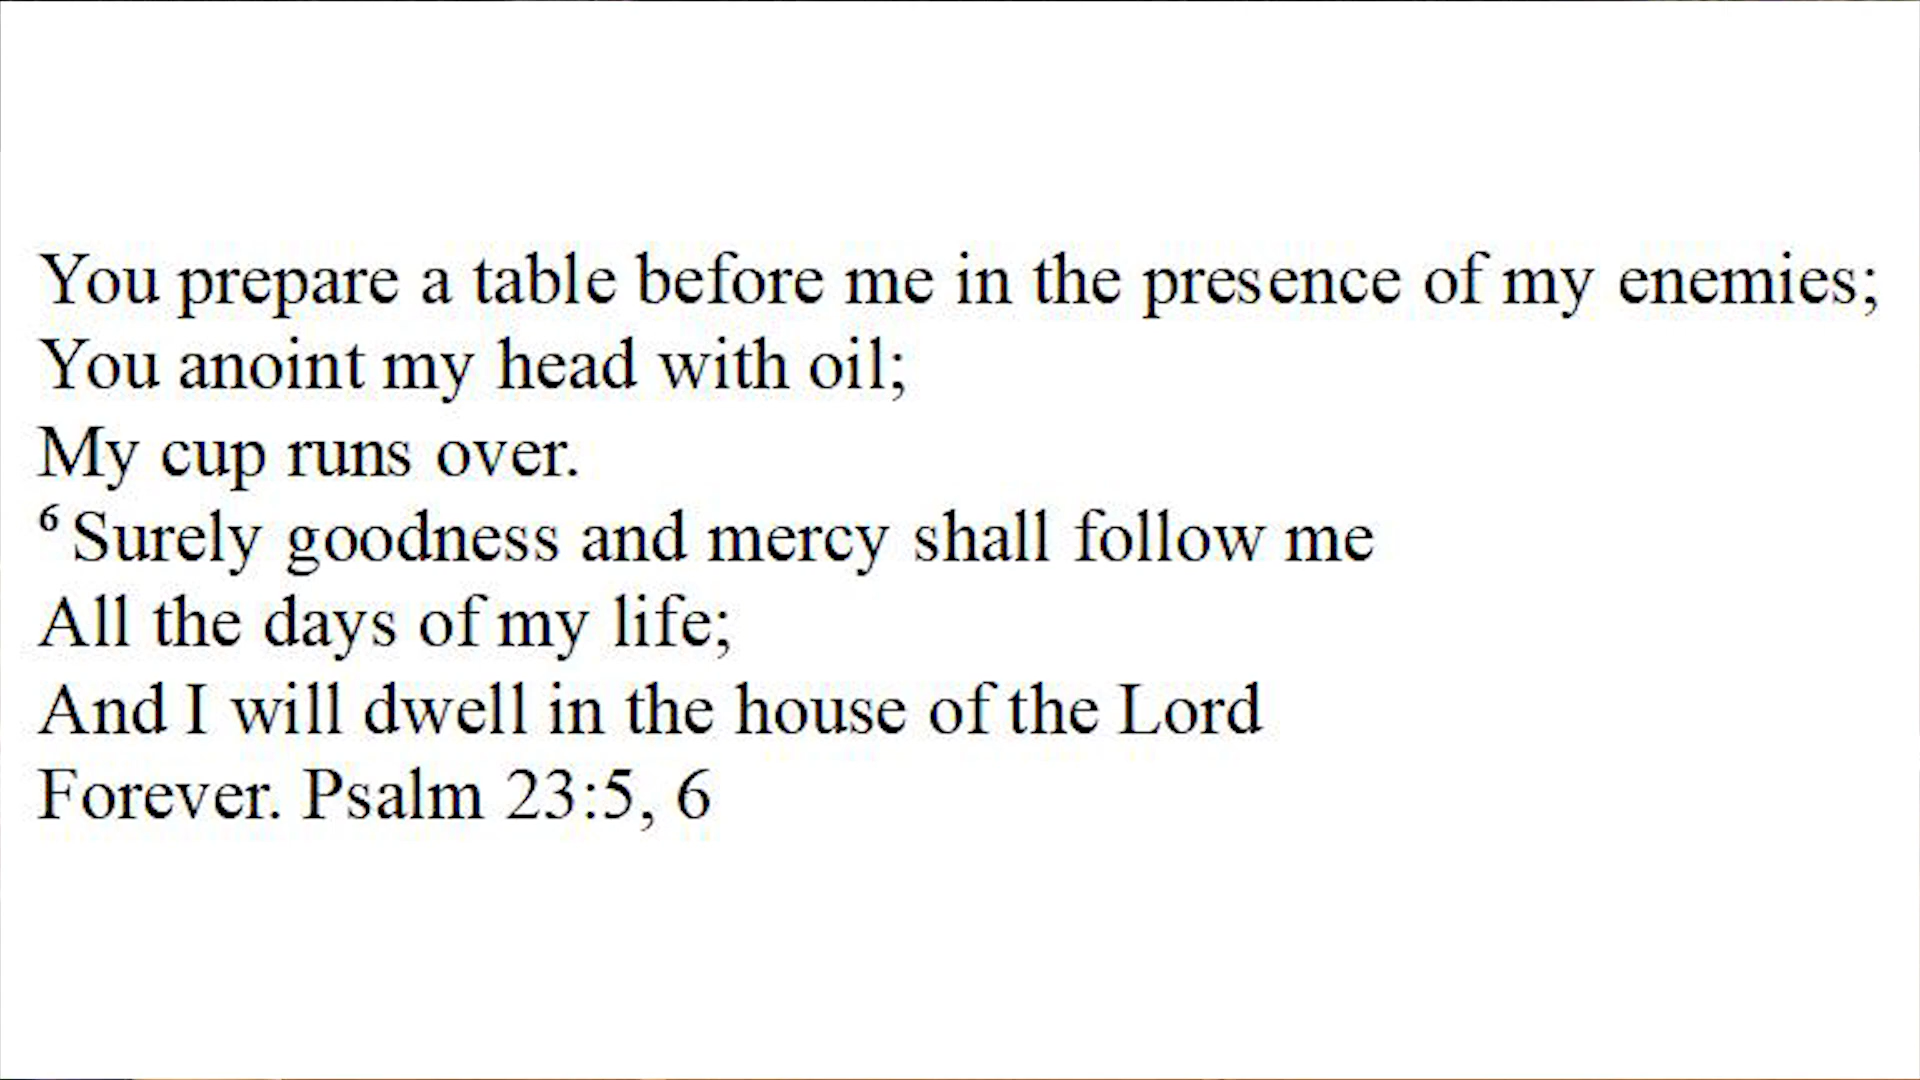 You prepare a table before me in the presence of my enemies;
You anoint my head with oil;
My cup runs over.
⁶ Surely goodness and mercy shall follow me
All the days of my life;
And I will dwell in the house of the Lord
Forever. Psalm 23:5, 6